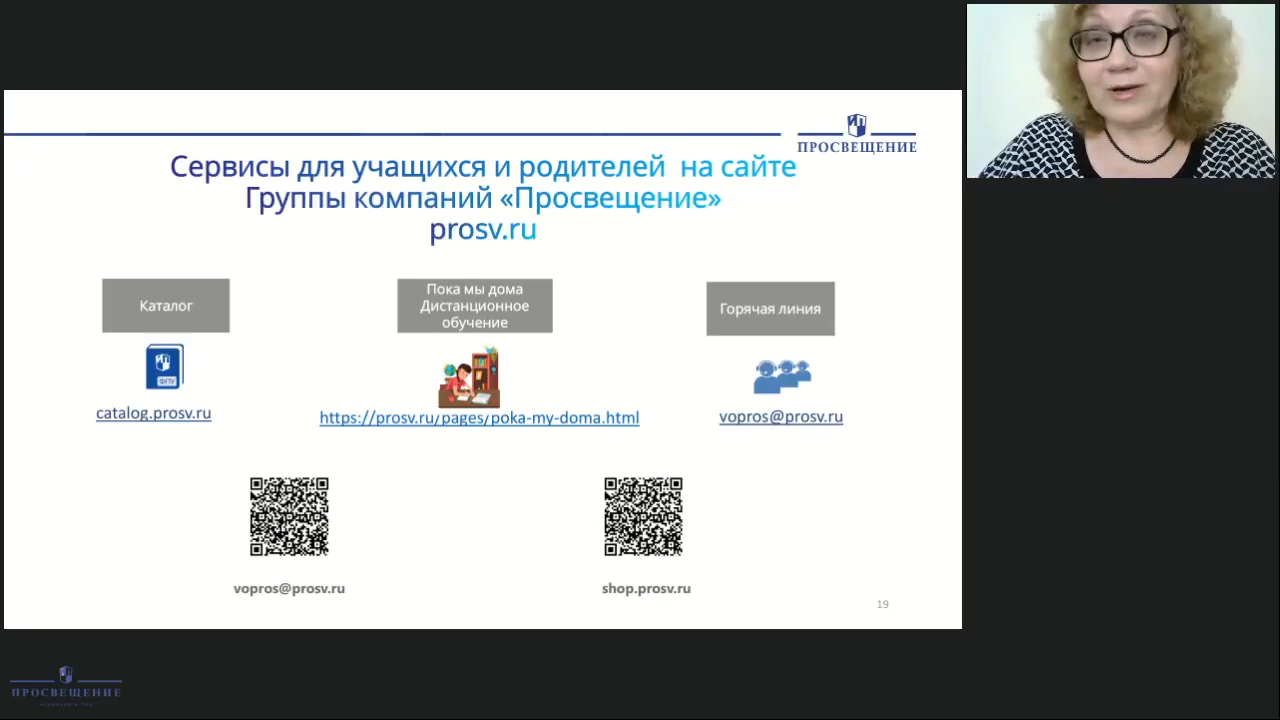 ПРОСВЕЩЕНИЕ
Сервисы для учащихся и родителей на сайте
Группы компаний «Просвещение»
prosv.ru
Каталог
Пока мы дома
Дистанционное
обучение
Горячая линия
ФПУ
catalog.prosv.ru
https://prosv.ru/pages/poka-my-doma.html
vopros@prosv.ru
vopros@prosv.ru
shop.prosv.ru
19
ПРОСВЕЩЕНИЕ